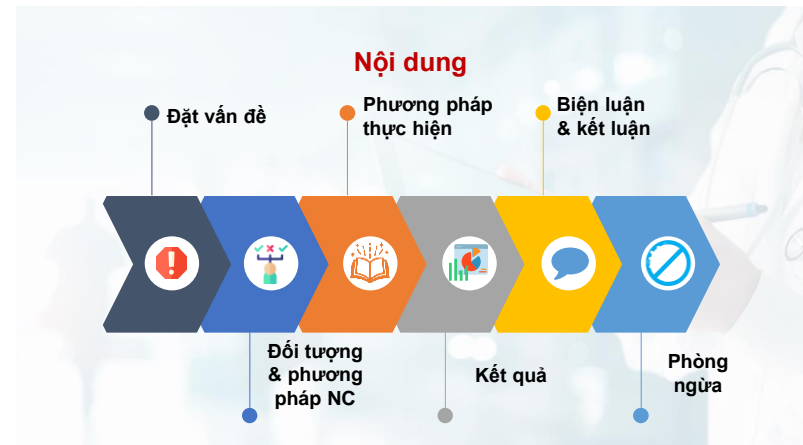 Nội dung
Đặt vấn đề
Phương pháp
thực hiện
Biện luận
& kết luận
Đối tượng
& phương
pháp NC
Kết quả
Phòng
ngừa